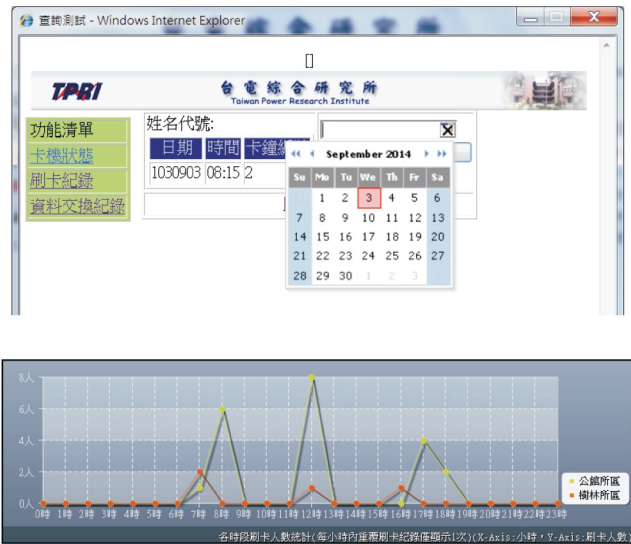 查詢測試 - Windows Internet Explorer
[]
TPRI
台電綜合研究所
Taiwan Power Research Institute
功能清單
卡機狀態
刷卡紀錄
資料交換紀錄
姓名代號:
日期 時間 卡鐘
1030903 08:15 2
September 2014
Su Mo Tu We Th Fr Sa
1 2 3 4 5 6
7 8 9 10 11 12 13
14 15 16 17 18 19 20
21 22 23 24 25 26 27
28 29 30 1 2 3
8人
6人
4人
2人
0人
0時 1時 2時 3時 4時 5時 6時 7時 8時 9時 10時 11時 12時 13時 14時 15時 16時 17時 18時 19時 20時 21時 22時 23時
公館所區
樹林所區
各時段刷卡人數統計(每小時內重覆刷卡紀錄僅顯示1次)(X-Axis:小時,Y-Axis:刷卡人數